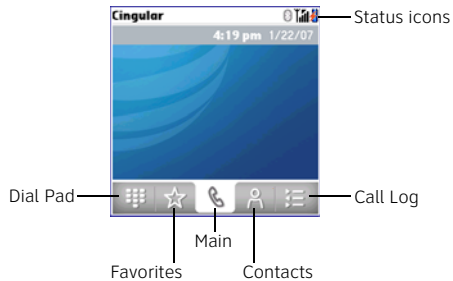 Cingular
Status icons
4:19 pm 1/22/07
Dial Pad
Call Log
Main
Favorites
Contacts